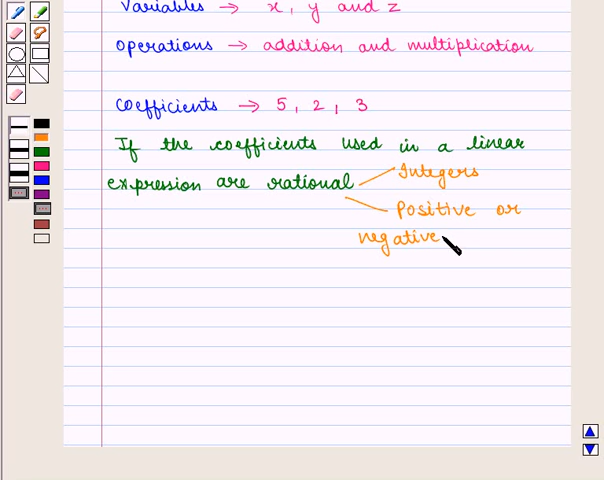 Variables → x, y and z
Operations → addition and multiplication
Coefficients → 5, 2, 3
If the coefficients used in a linear
expression are rational Integers
Positive or
negative